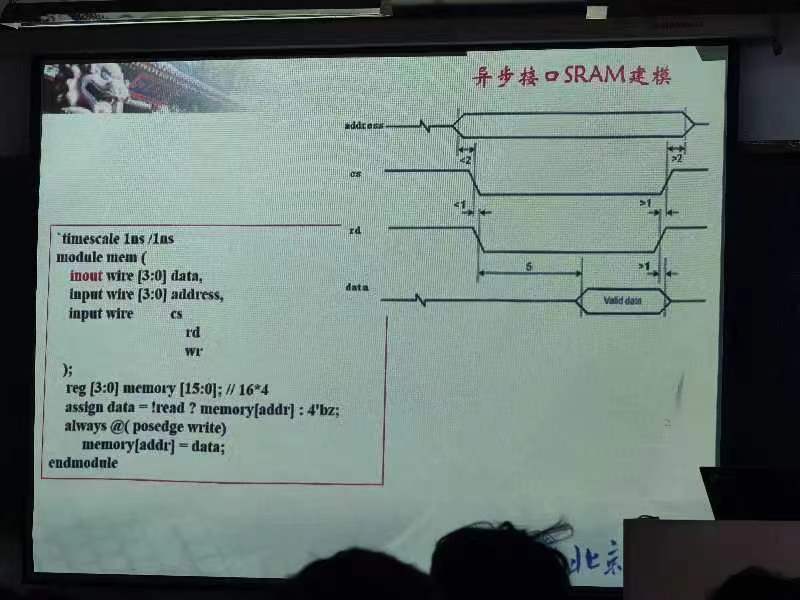 异步接口SRAM建模
address
<2
>2
cs
<1
>1
rd
6
>1
data
Valid data
`timescale 1ns /1ns
module mem (
inout wire [3:0] data,
input wire [3:0] address,
input wire cs
rd
wr
);
reg [3:0] memory [15:0]; // 16*4
assign data = !read ? memory[addr] : 4'bz;
always @( posedge write)
memory[addr] = data;
endmodule
北京